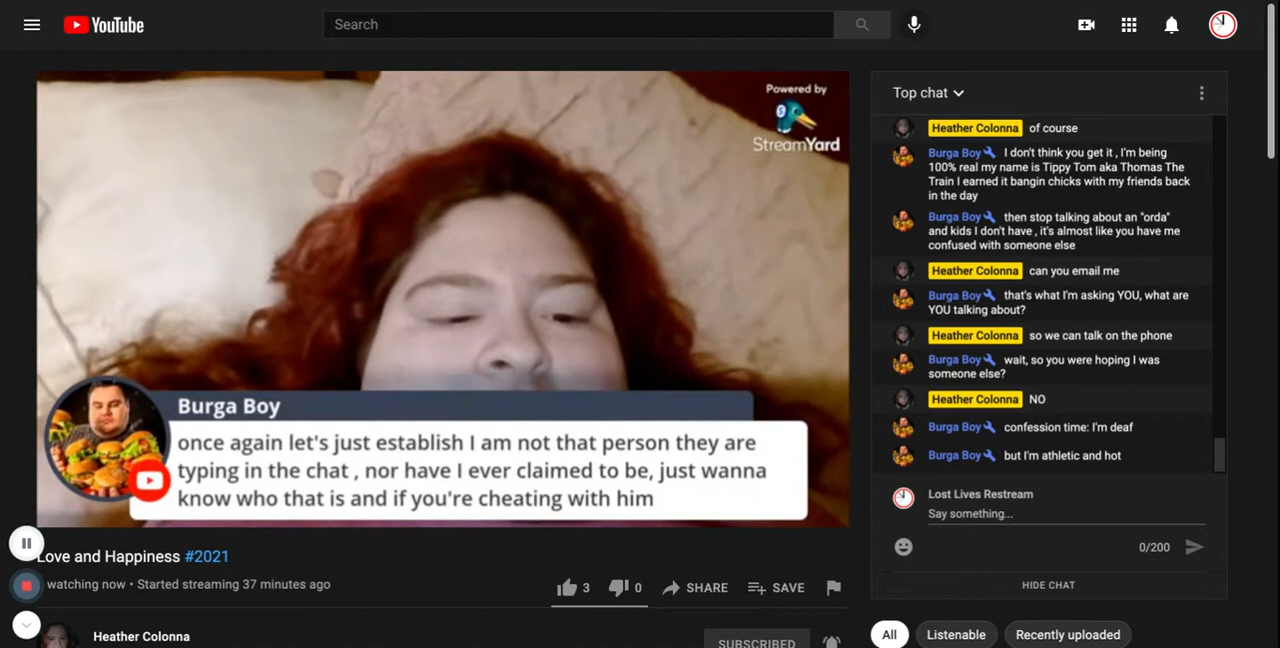 YouTube
Search
Powered by
StreamYard
Burga Boy
once again let's just establish I am not that person they are
typing in the chat , nor have I ever claimed to be, just wanna
know who that is and if you're cheating with him
Love and Happiness #2021
watching now • Started streaming 37 minutes ago
3
0
SHARE
SAVE
Heather Colonna
SUBSCRIBED
Top chat
Heather Colonna of course
Burga Boy I don't think you get it , I'm being
100% real my name is Tippy Tom aka Thomas The
Train I earned it bangin chicks with my friends back
in the day
Burga Boy then stop talking about an "orda"
and kids I don't have , it's almost like you have me
confused with someone else
Heather Colonna can you email me
Burga Boy that's what I'm asking YOU, what are
YOU talking about?
Heather Colonna so we can talk on the phone
Burga Boy wait, so you were hoping I was
someone else?
Heather Colonna NO
Burga Boy confession time: I'm deaf
Burga Boy but I'm athletic and hot
Lost Lives Restream
Say something...
0/200
HIDE CHAT
All
Listenable
Recently uploaded